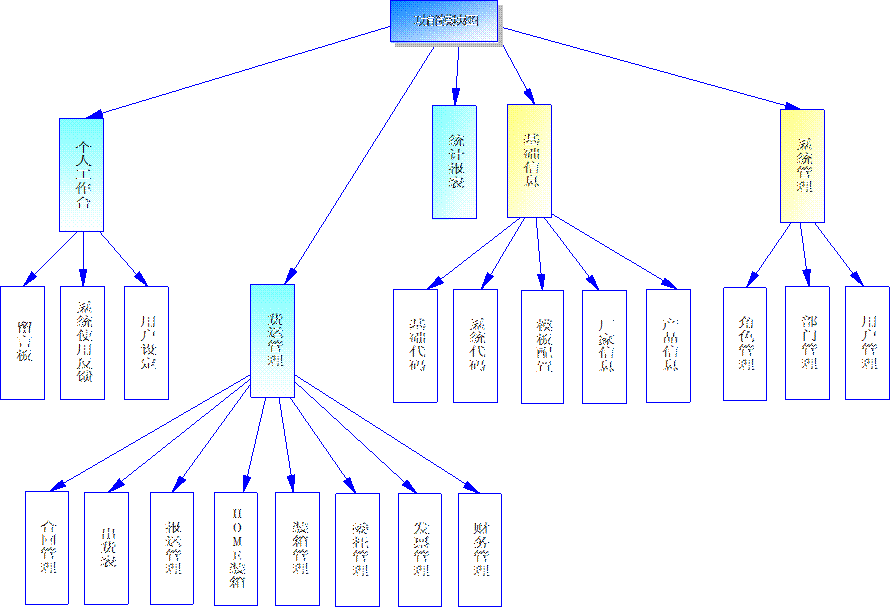 个人工作台
统计报表
基础信息
系统管理
货运管理
留言板
系统使用反馈
用户设定
基础代码
系统代码
模板配置
厂家信息
产品信息
角色管理
部门管理
用户管理
合同管理
出货表
报运管理
HOME装箱
装箱管理
委托管理
发票管理
财务管理